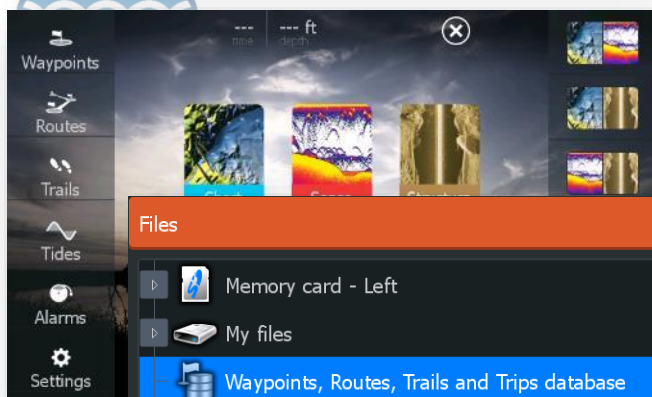 --- time
--- ft depth
Waypoints
Routes
Trails
Tides
Alarms
Settings
Files
Memory card - Left
My files
Waypoints, Routes, Trails and Trips database